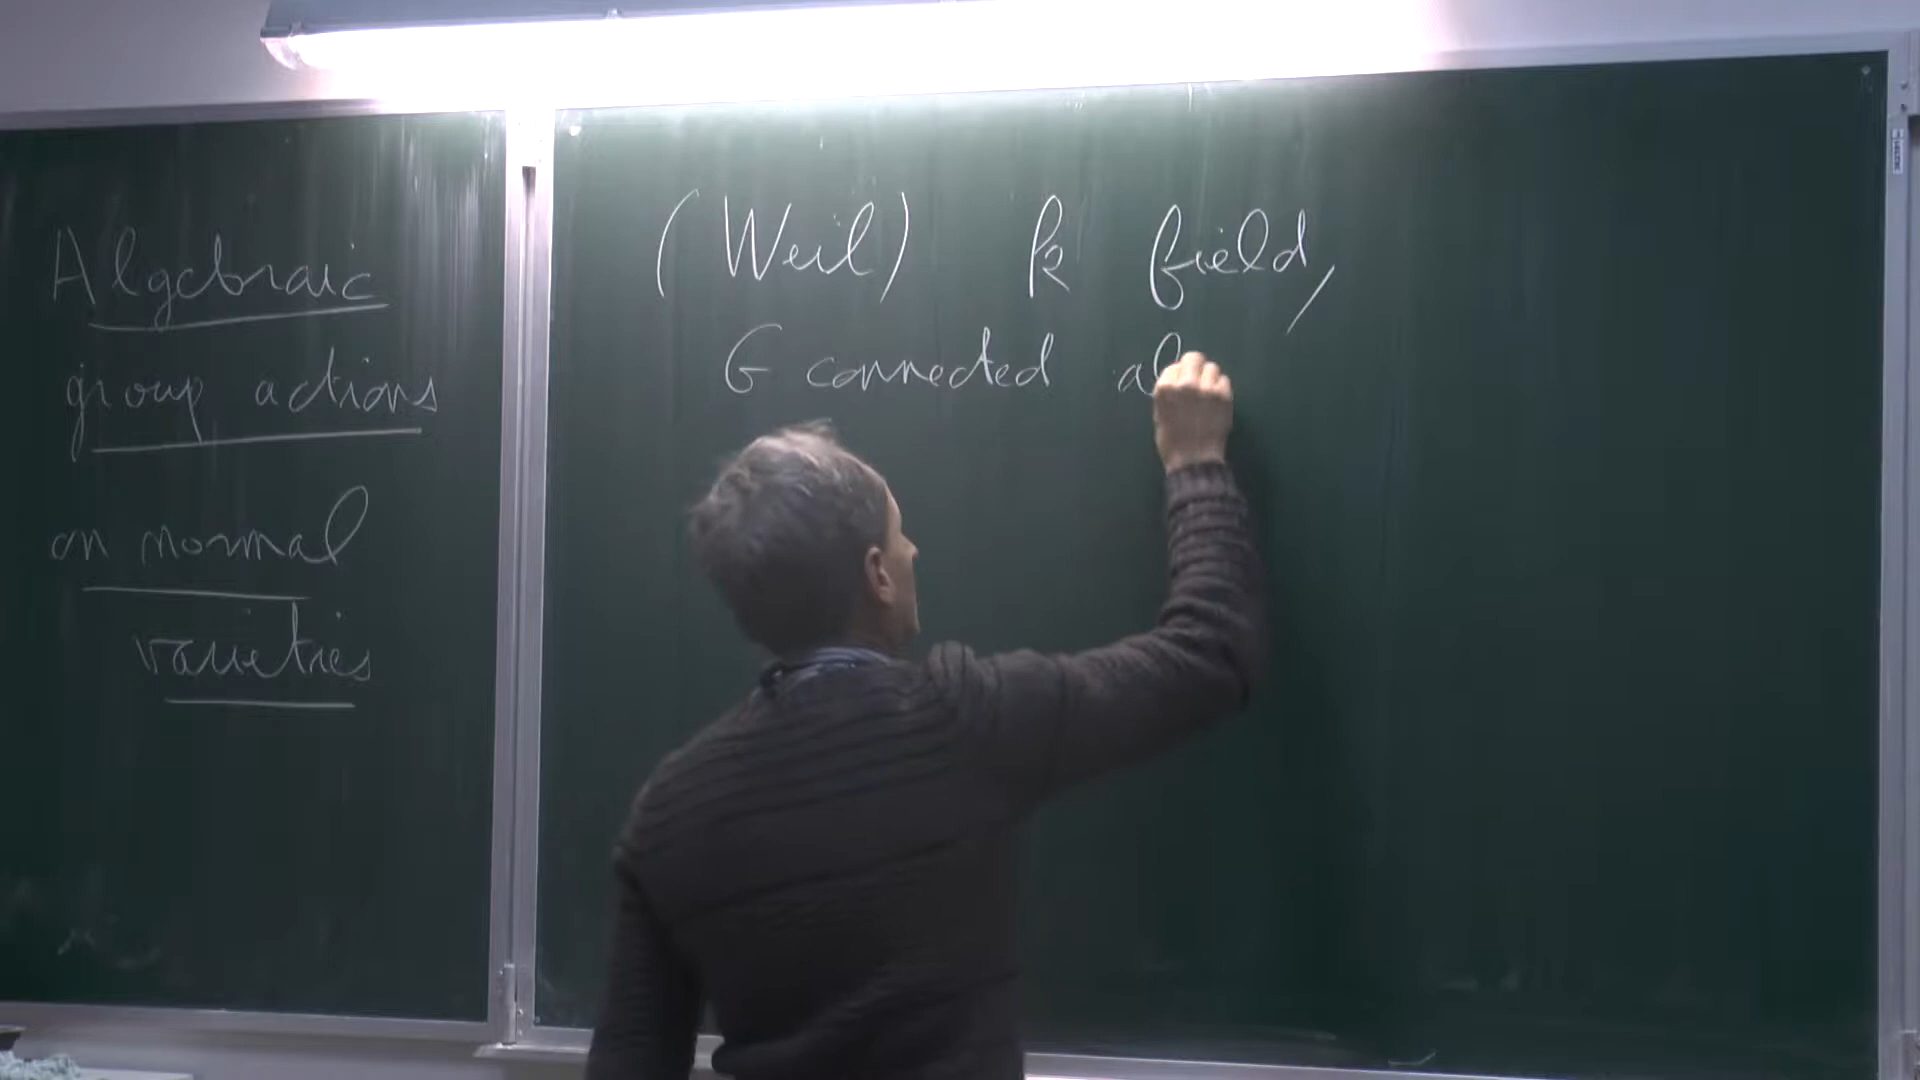 Algebraic
group actions
on normal
varieties
(Weil) k field,
G connected al